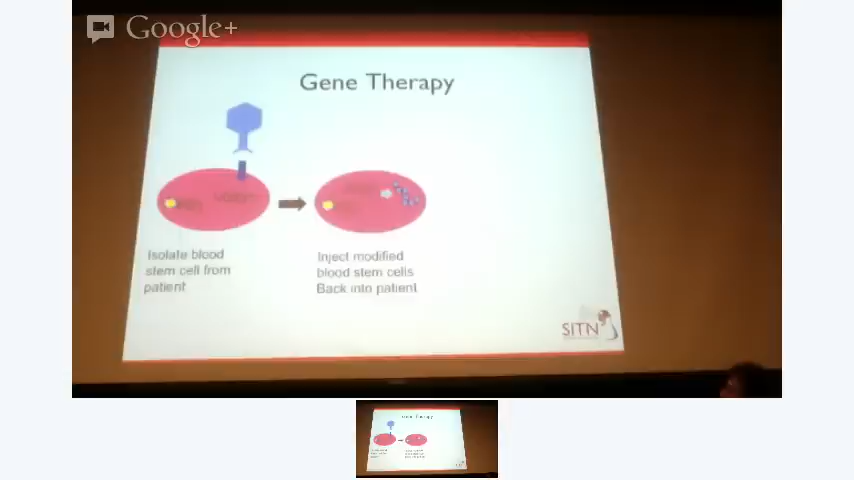 Google+
Gene Therapy
Isolate blood
stem cell from
patient
Inject modified
blood stem cells
Back into patient
SITN